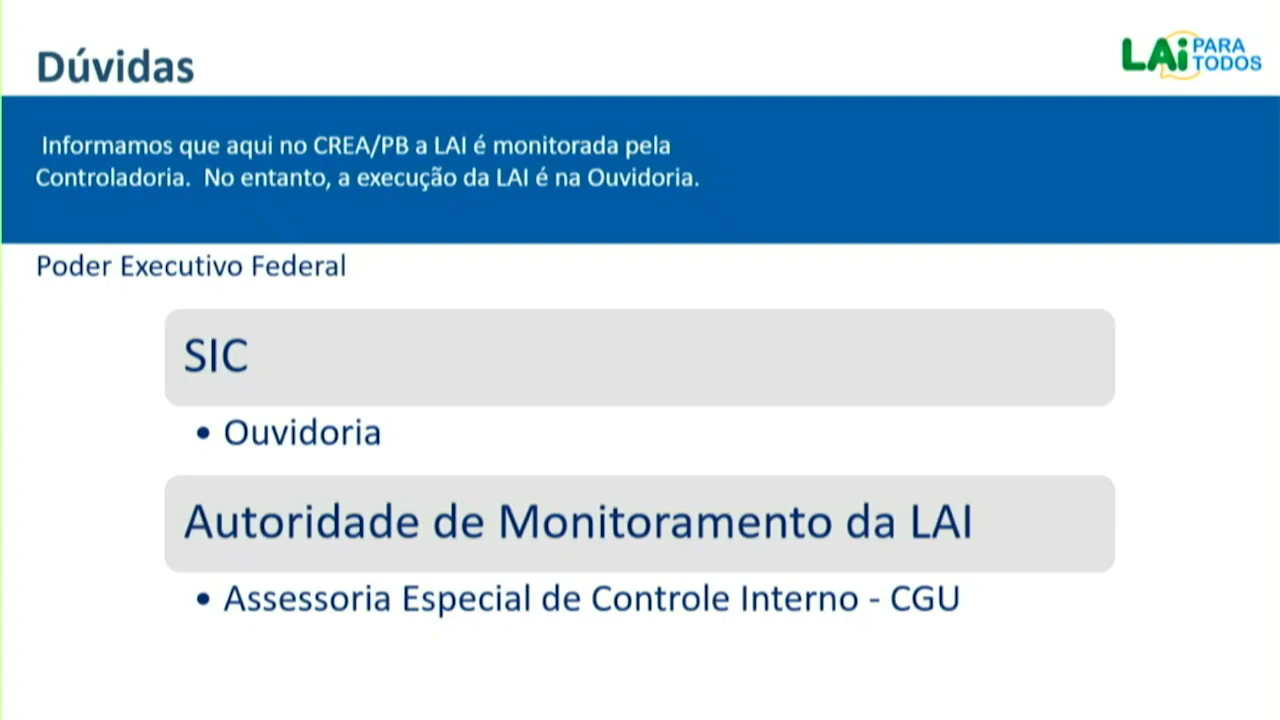 Dúvidas
LAi PARA
TODOS
Informamos que aqui no CREA/PB a LAI é monitorada pela
Controladoria. No entanto, a execução da LAI é na Ouvidoria.
Poder Executivo Federal
SIC
• Ouvidoria
Autoridade de Monitoramento da LAI
• Assessoria Especial de Controle Interno - CGU